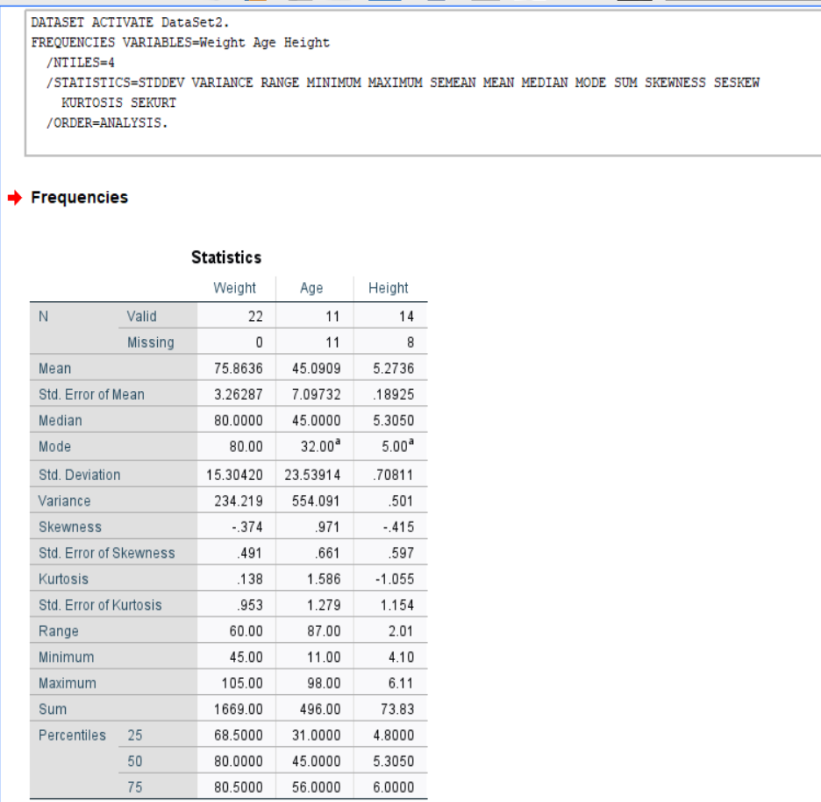 DATASET ACTIVATE DataSet2.
FREQUENCIES VARIABLES=Weight Age Height
/NTILES=4
/STATISTICS=STDDEV VARIANCE RANGE MINIMUM MAXIMUM SEMEAN MEAN MEDIAN MODE SUM SKEWNESS SESKEW
KURTOSIS SEKURT
/ORDER=ANALYSIS.
Frequencies
Statistics
Weight Age Height
N Valid 22 11 14
Missing 0 11 8
Mean 75.8636 45.0909 5.2736
Std. Error of Mean 3.26287 7.09732 .18925
Median 80.0000 45.0000 5.3050
Mode 80.00 32.00a 5.00a
Std. Deviation 15.30420 23.53914 .70811
Variance 234.219 554.091 .501
Skewness -.374 .971 -.415
Std. Error of Skewness .491 .661 .597
Kurtosis .138 1.586 -1.055
Std. Error of Kurtosis .953 1.279 1.154
Range 60.00 87.00 2.01
Minimum 45.00 11.00 4.10
Maximum 105.00 98.00 6.11
Sum 1669.00 496.00 73.83
Percentiles 25 68.5000 31.0000 4.8000
50 80.0000 45.0000 5.3050
75 80.5000 56.0000 6.0000